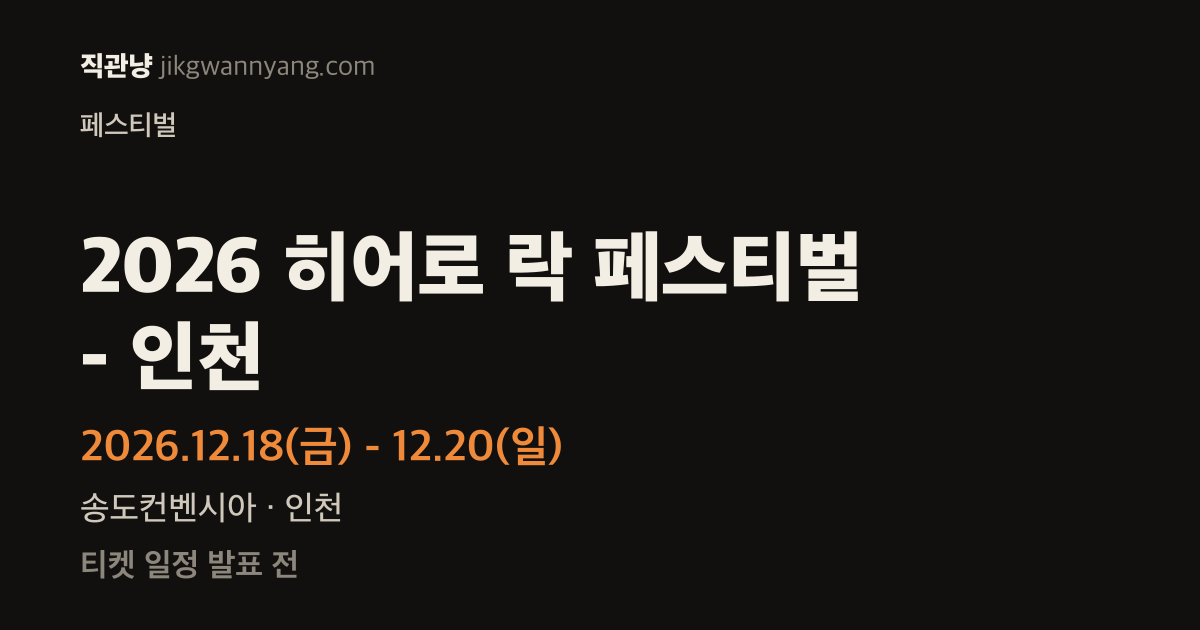 직관냥 jikgwannyang.com
페스티벌
2026 히어로 락 페스티벌
- 인천
2026.12.18(금) - 12.20(일)
송도컨벤시아 · 인천
티켓 일정 발표 전